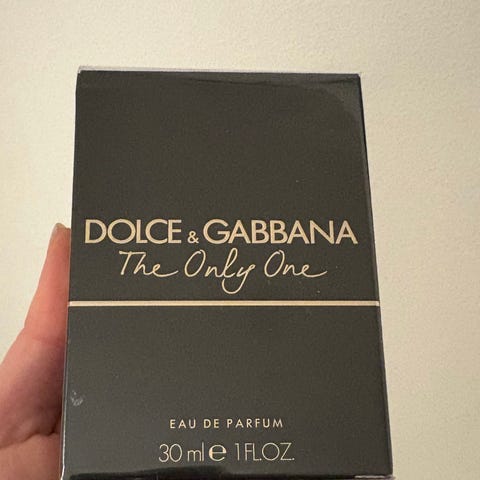 DOLCE & GABBANA
The Only One
EAU DE PARFUM
30 ml e 1 FL.OZ.